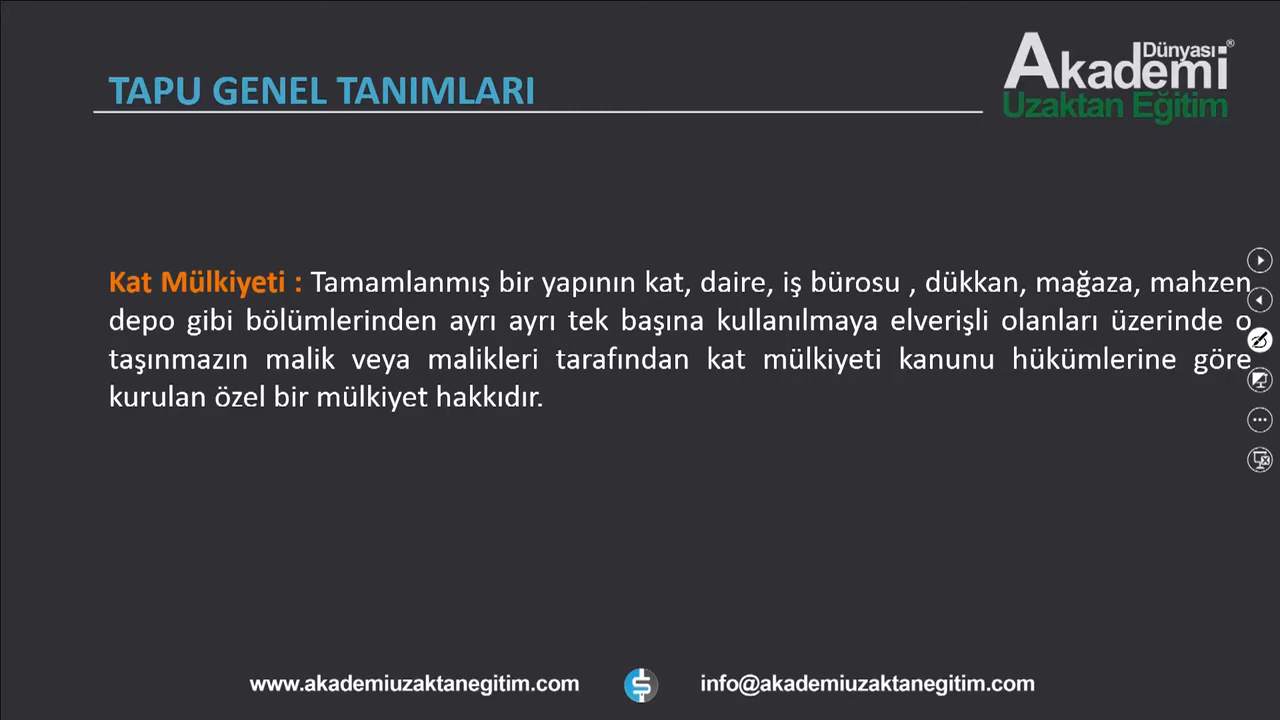 TAPU GENEL TANIMLARI
Dünyası®
Akademi
Uzaktan Eğitim
Kat Mülkiyeti : Tamamlanmış bir yapının kat, daire, iş bürosu , dükkan, mağaza, mahzen
depo gibi bölümlerinden ayrı ayrı tek başına kullanılmaya elverişli olanları üzerinde o
taşınmazın malik veya malikleri tarafından kat mülkiyeti kanunu hükümlerine göre
kurulan özel bir mülkiyet hakkıdır.
www.akademiuzaktanegitim.com
info@akademiuzaktanegitim.com